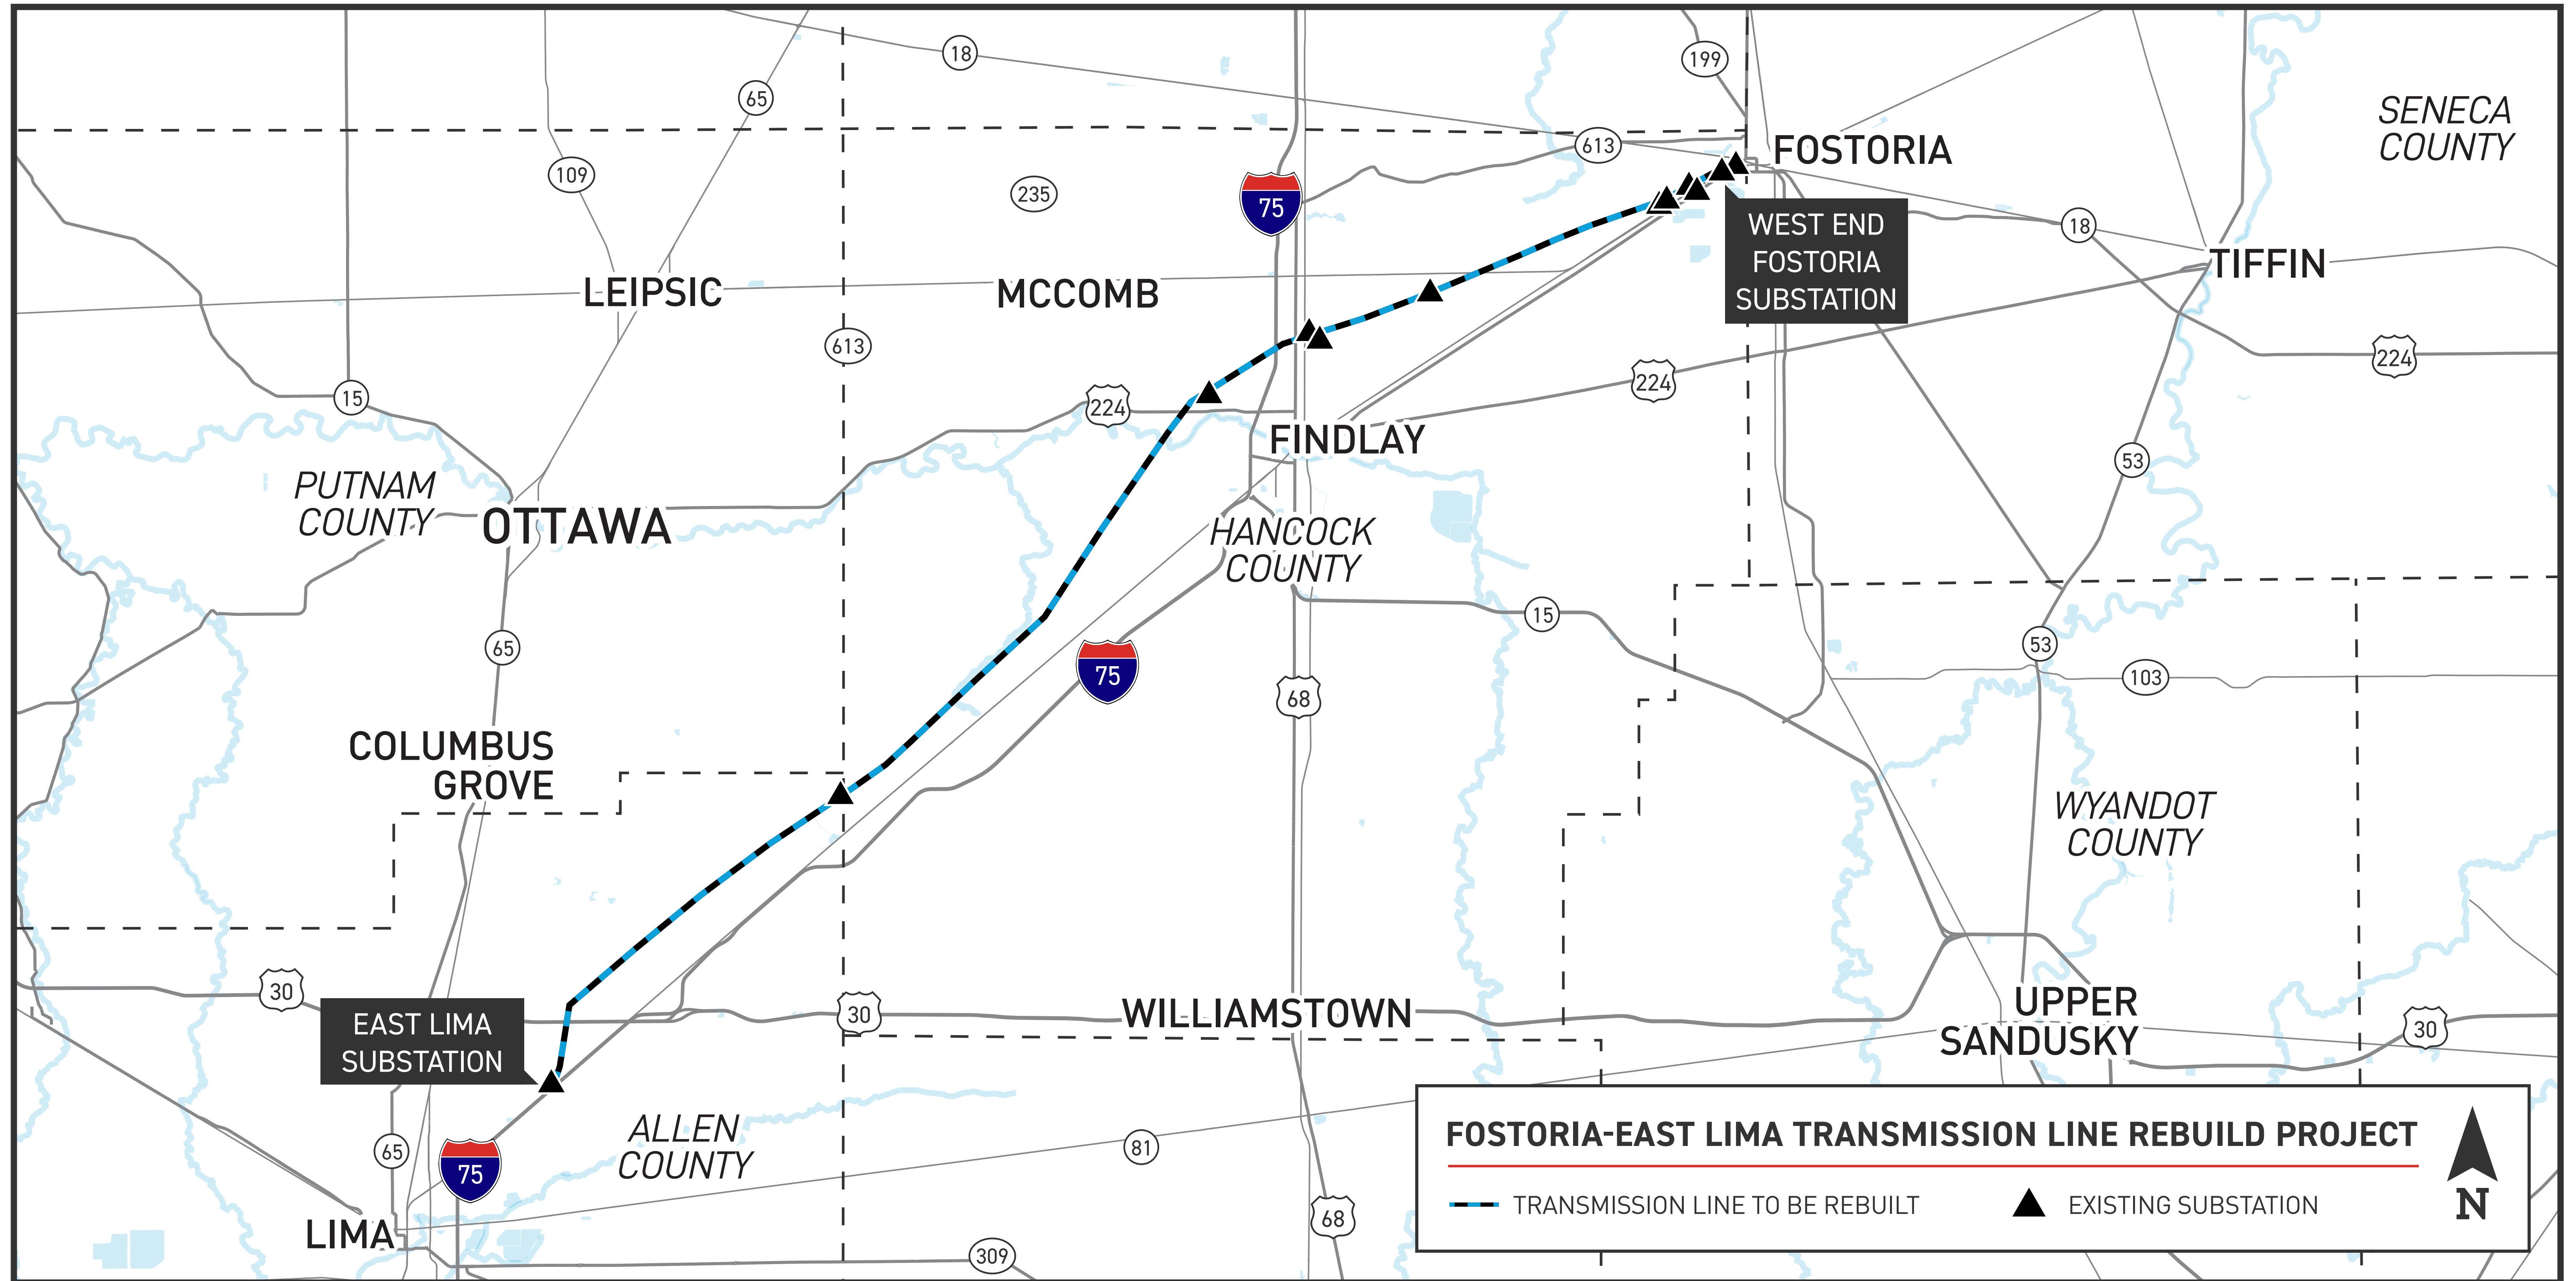 18
199
65
SENECA
COUNTY
613
FOSTORIA
109
235
75
WEST END
FOSTORIA
SUBSTATION
18
TIFFIN
LEIPSIC
MCCOMB
613
224
224
15
224
FINDLAY
53
PUTNAM
COUNTY
OTTAWA
HANCOCK
COUNTY
15
65
53
75
103
68
COLUMBUS
GROVE
WYANDOT
COUNTY
30
30
WILLIAMSTOWN
UPPER
SANDUSKY
30
EAST LIMA
SUBSTATION
ALLEN
COUNTY
65
75
81
LIMA
68
309
FOSTORIA-EAST LIMA TRANSMISSION LINE REBUILD PROJECT
TRANSMISSION LINE TO BE REBUILT
EXISTING SUBSTATION
N